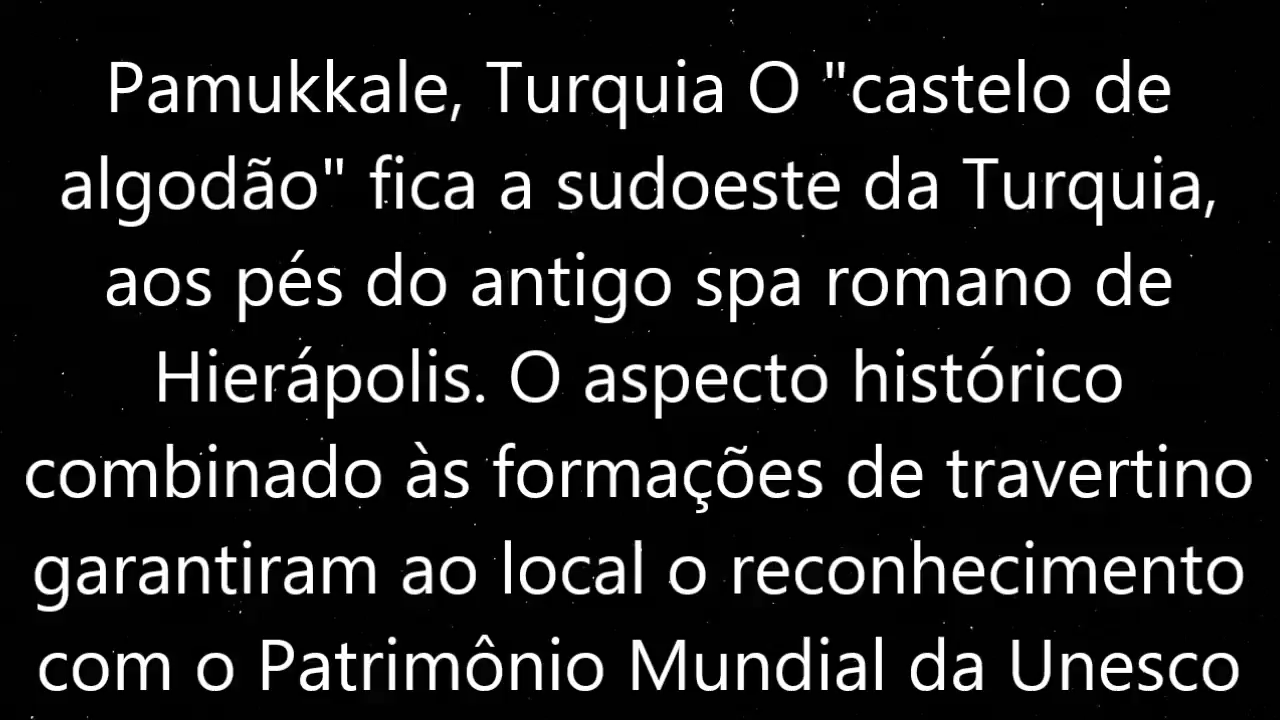 Pamukkale, Turquia O "castelo de
algodão" fica a sudoeste da Turquia,
aos pés do antigo spa romano de
Hierápolis. O aspecto histórico
combinado às formações de travertino
garantiram ao local o reconhecimento
com o Patrimônio Mundial da Unesco